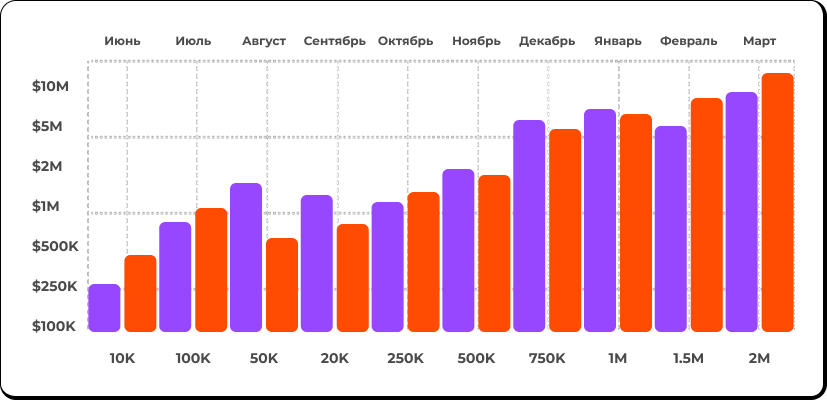 Июнь Июль Август Сентябрь Октябрь Ноябрь Декабрь Январь Февраль Март
$10M
$5M
$2M
$1M
$500K
$250K
$100K
10K 100K 50K 20K 250K 500K 750K 1M 1.5M 2M